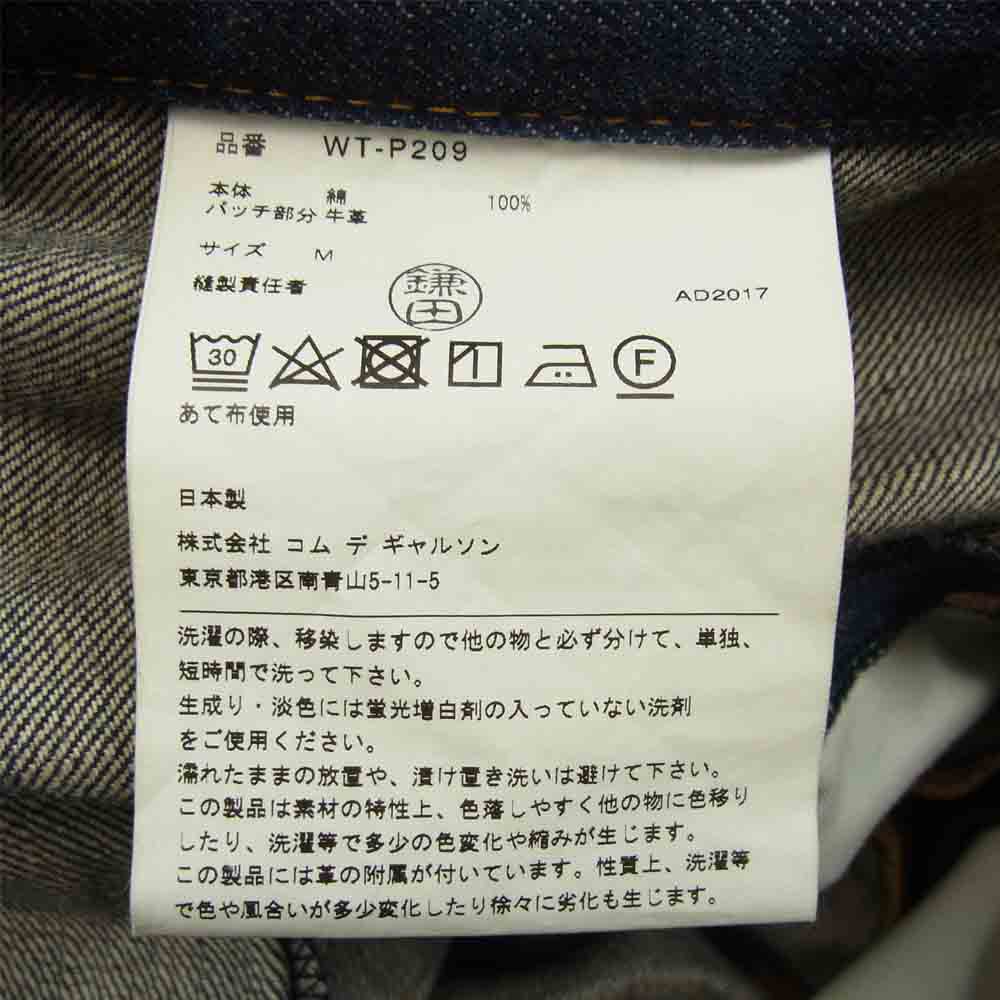 品番 WT-P209
本体 綿 100%
パッチ部分 牛革
サイズ M
縫製責任者 鎌田 AD2017
30 F
あて布使用
日本製
株式会社 コム デ ギャルソン
東京都港区南青山5-11-5
洗濯の際、移染しますので他の物と必ず分けて、単独、
短時間で洗って下さい。
生成り・淡色には蛍光増白剤の入っていない洗剤
をご使用ください。
濡れたままの放置や、漬け置き洗いは避けて下さい。
この製品は素材の特性上、色落しやすく他の物に色移り
したり、洗濯等で多少の色変化や縮みが生じます。
この製品には革の附属が付いています。性質上、洗濯等
で色や風合いが多少変化したり徐々に劣化も生じます。